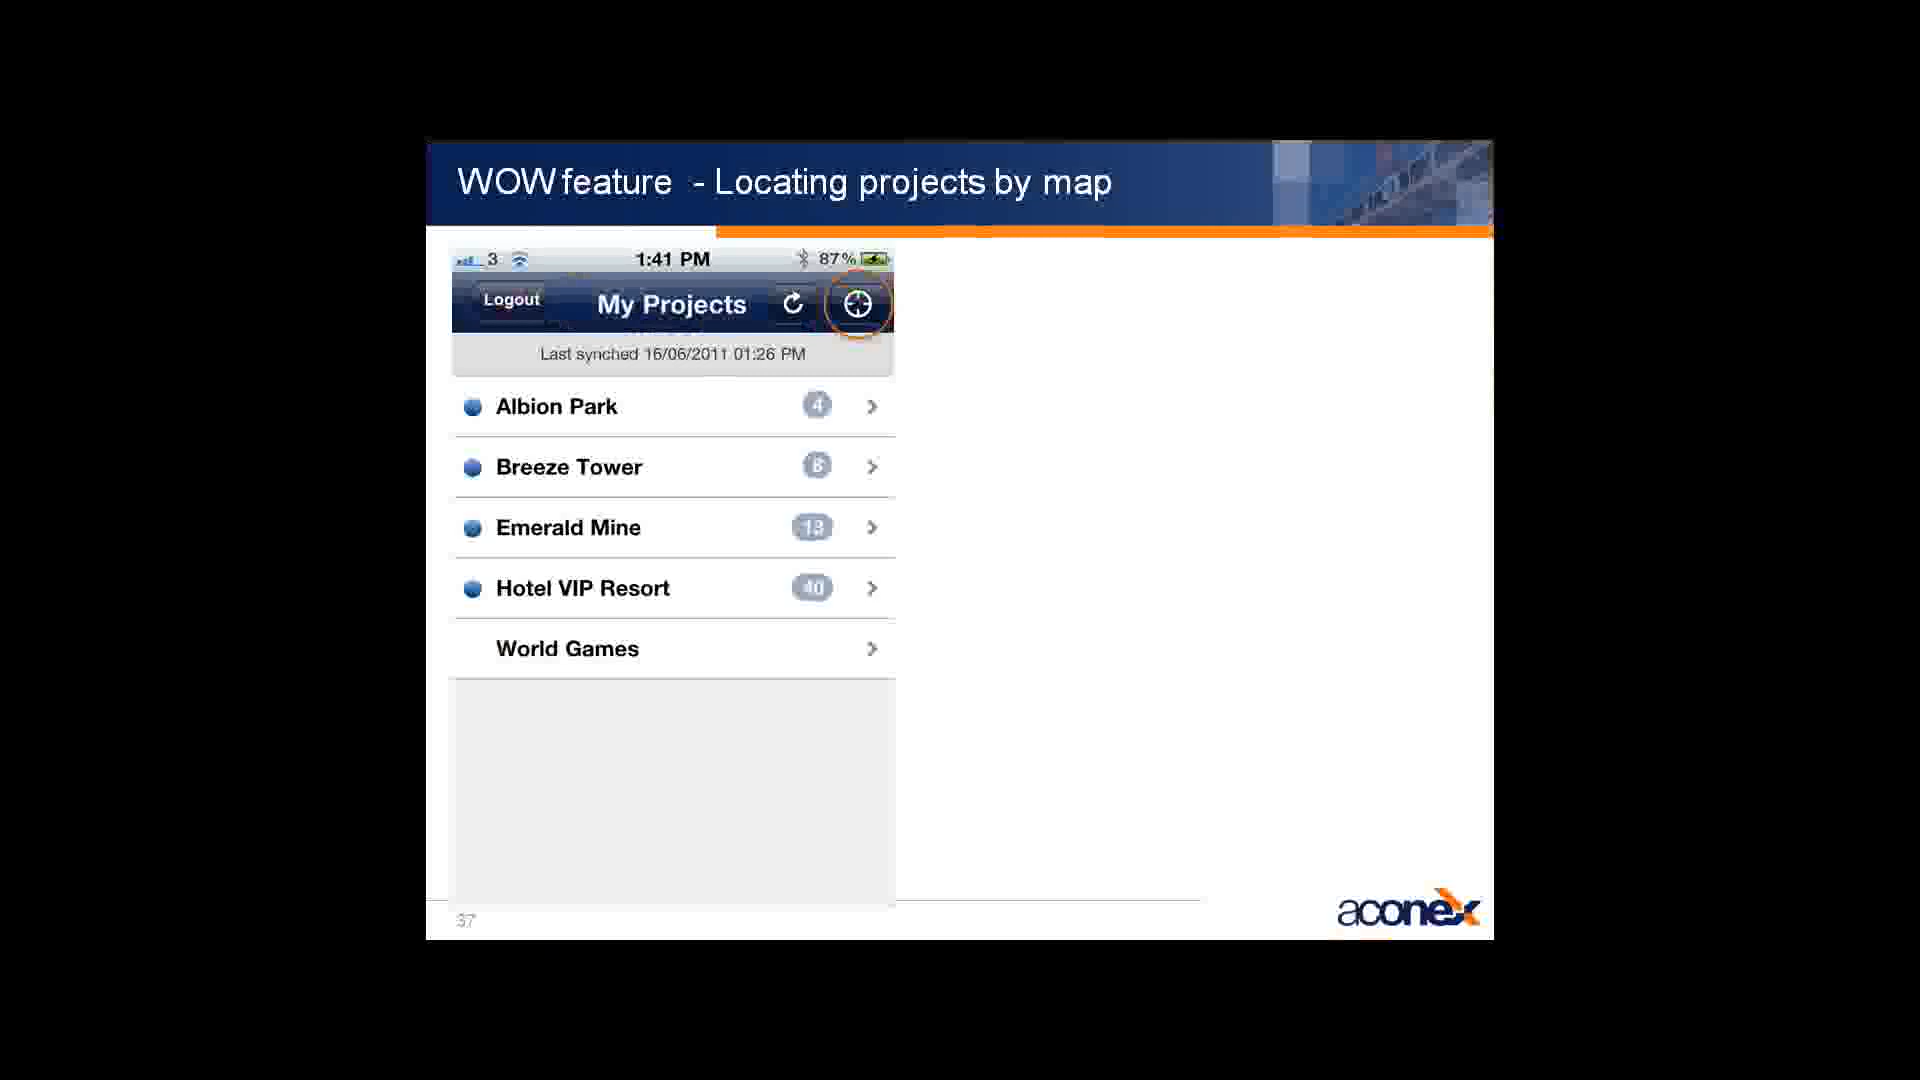 WOW feature - Locating projects by map
3 1:41 PM 87%
Logout My Projects
Last synched 16/06/2011 01:26 PM
Albion Park 4
Breeze Tower
Emerald Mine 13
Hotel VIP Resort 40
World Games
37
aconex